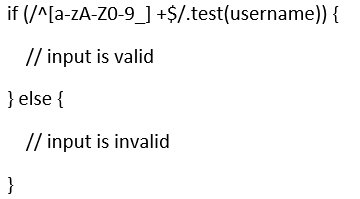 if (/^[a-zA-Z0-9_] +$/.test(username)) {
// input is valid
} else {
// input is invalid
}